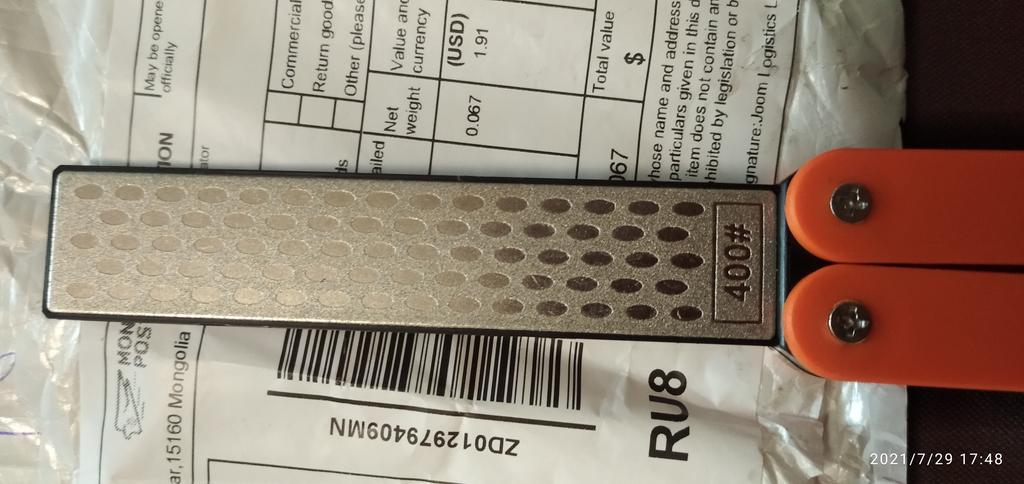 May be opened
officially
ION
ator
Commercial
Return good
Other (please
Value and
currency
(USD)
1.91
Net
weight
0.067
ailed
ds
Total value
$
067
hose name and address
particulars given in this d
item does not contain an
hibited by legislation or b
gnature:Joom Logistics L
400#
MON
POS
ar,15160 Mongolia
ZD012979409MN
RU8
2021/7/29 17:48